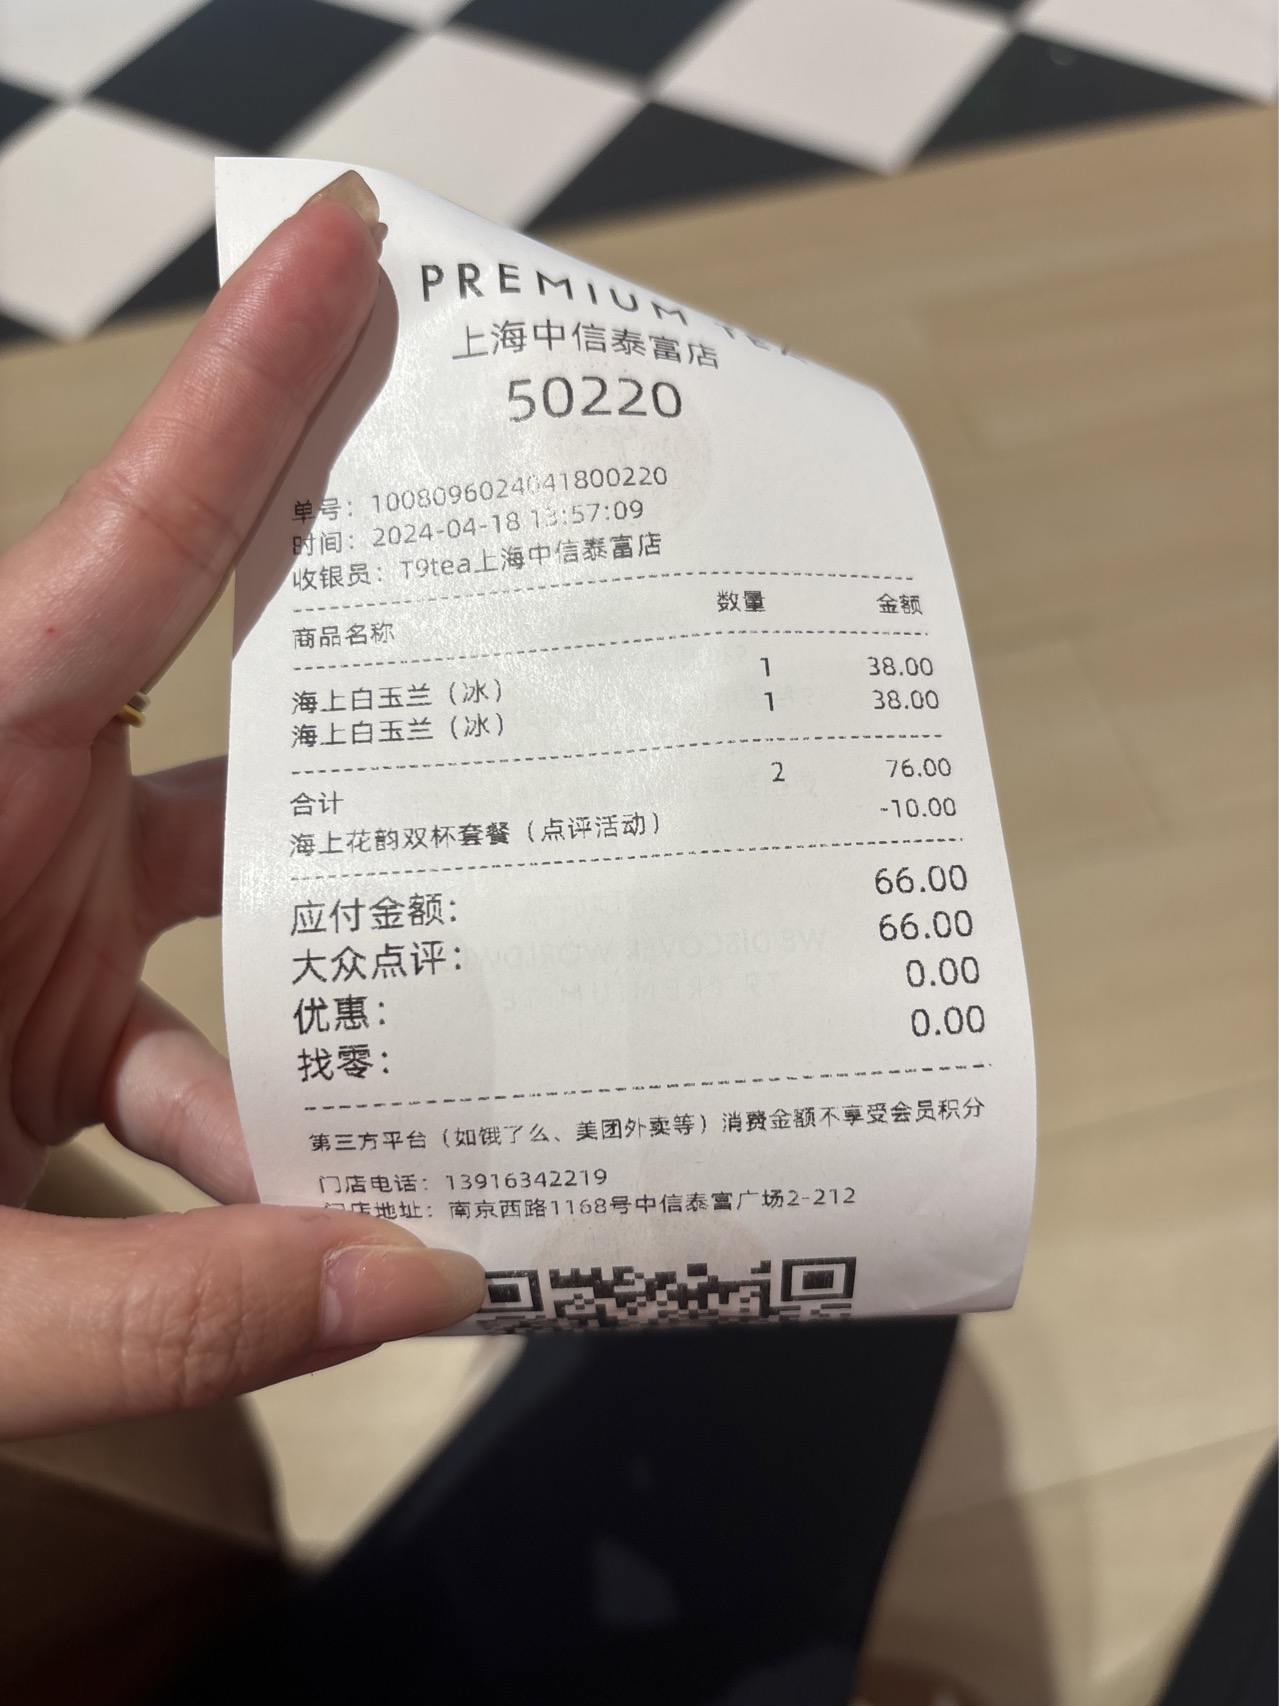 PREMIUM TEA
上海中信泰富店
50220
单号：1008096024041800220
时间：2024-04-18 13:57:09
收银员：T9tea上海中信泰富店
商品名称 数量 金额
海上白玉兰（冰） 1 38.00
海上白玉兰（冰） 1 38.00
合计 2 76.00
海上花韵双杯套餐（点评活动） -10.00
应付金额： 66.00
大众点评： 66.00
优惠： 0.00
找零： 0.00
第三方平台（如饿了么、美团外卖等）消费金额不享受会员积分
门店电话：13916342219
门店地址：南京西路1168号中信泰富广场2-212